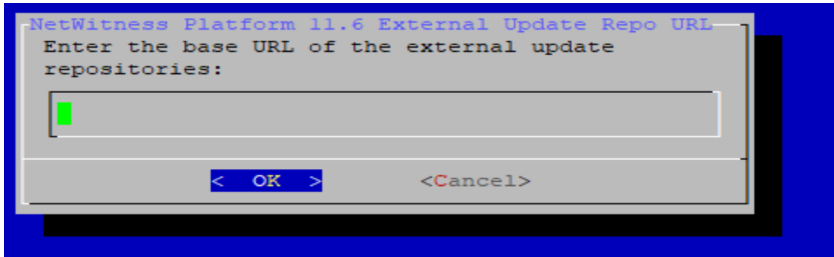 NetWitness Platform 11.6 External Update Repo URL
Enter the base URL of the external update
repositories:
< OK > <Cancel>